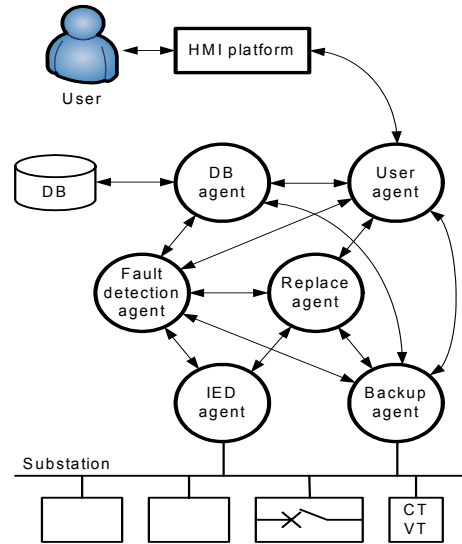 HMI platform
User
DB
agent
User
agent
DB
Fault
detection
agent
Replace
agent
IED
agent
Backup
agent
Substation
CT
VT